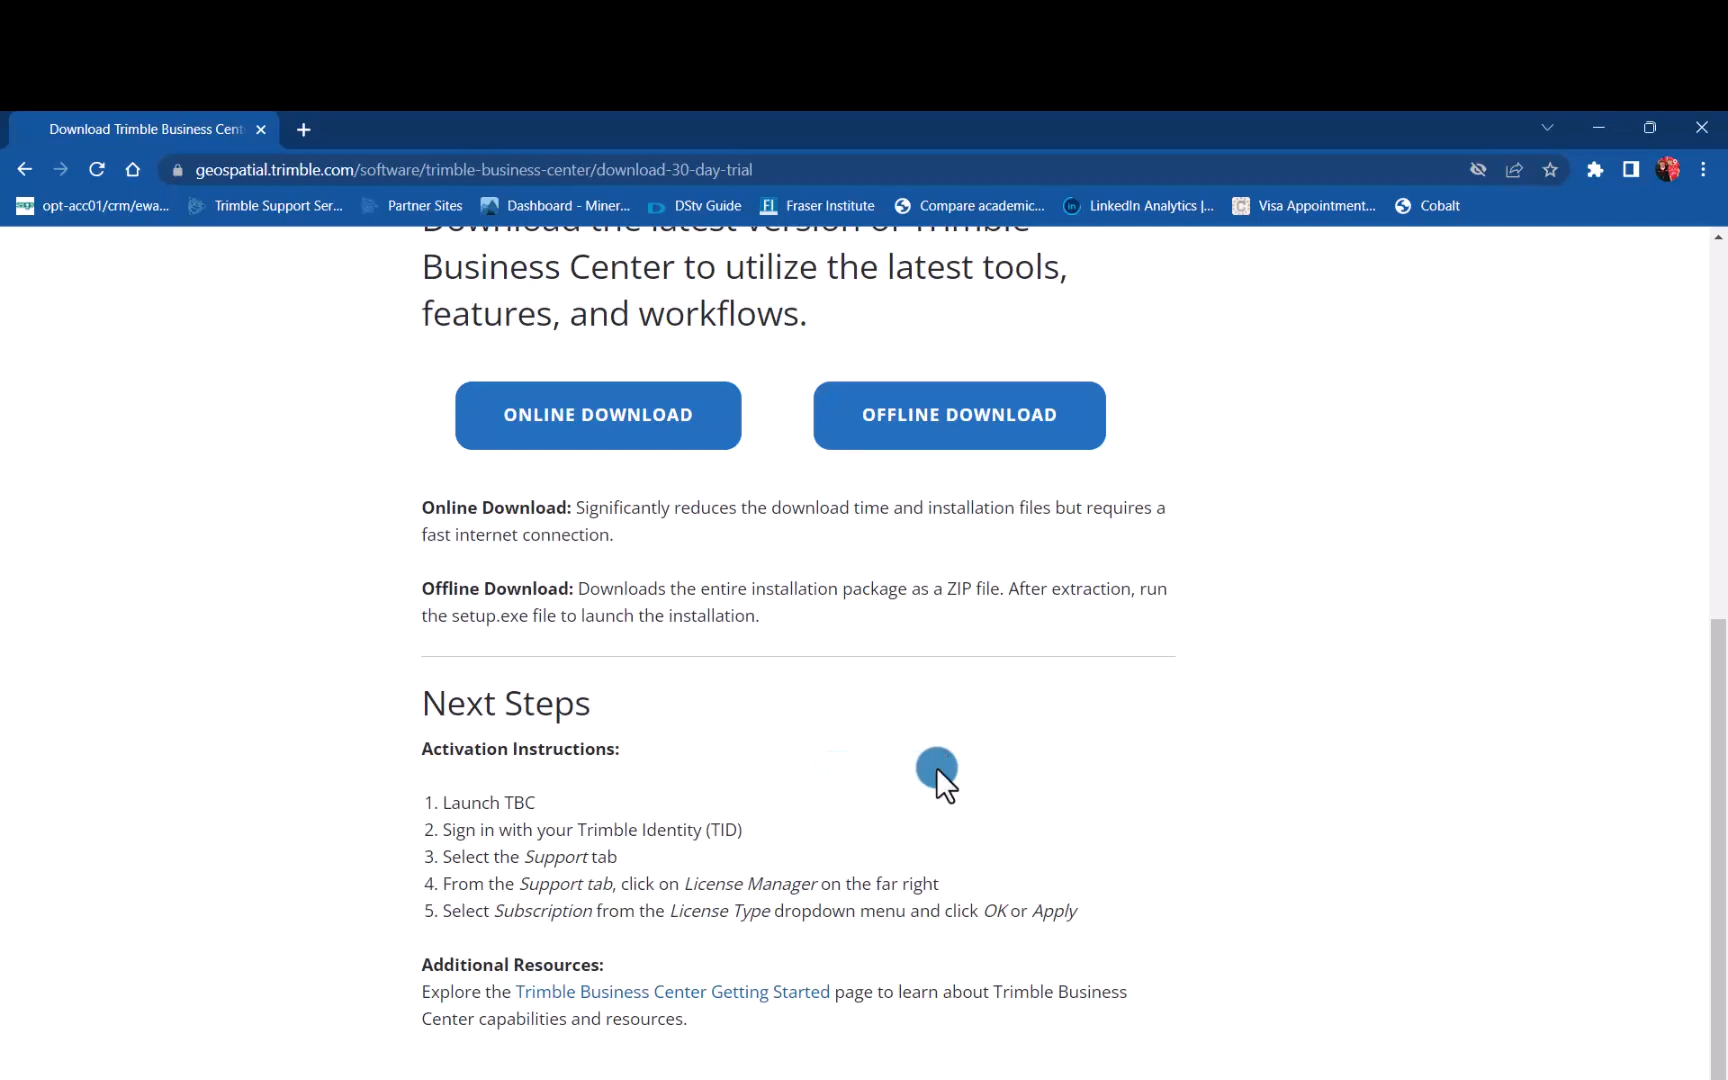 Download Trimble Business Cent
geospatial.trimble.com/software/trimble-business-center/download-30-day-trial
opt-acc01/crm/ewa... Trimble Support Ser... Partner Sites Dashboard - Miner... DStv Guide FI Fraser Institute Compare academic... in LinkedIn Analytics |... C Visa Appointment... Cobalt
Download the latest version of Trimble
Business Center to utilize the latest tools,
features, and workflows.
ONLINE DOWNLOAD OFFLINE DOWNLOAD
Online Download: Significantly reduces the download time and installation files but requires a
fast internet connection.
Offline Download: Downloads the entire installation package as a ZIP file. After extraction, run
the setup.exe file to launch the installation.
Next Steps
Activation Instructions:
1. Launch TBC
2. Sign in with your Trimble Identity (TID)
3. Select the Support tab
4. From the Support tab, click on License Manager on the far right
5. Select Subscription from the License Type dropdown menu and click OK or Apply
Additional Resources:
Explore the Trimble Business Center Getting Started page to learn about Trimble Business
Center capabilities and resources.